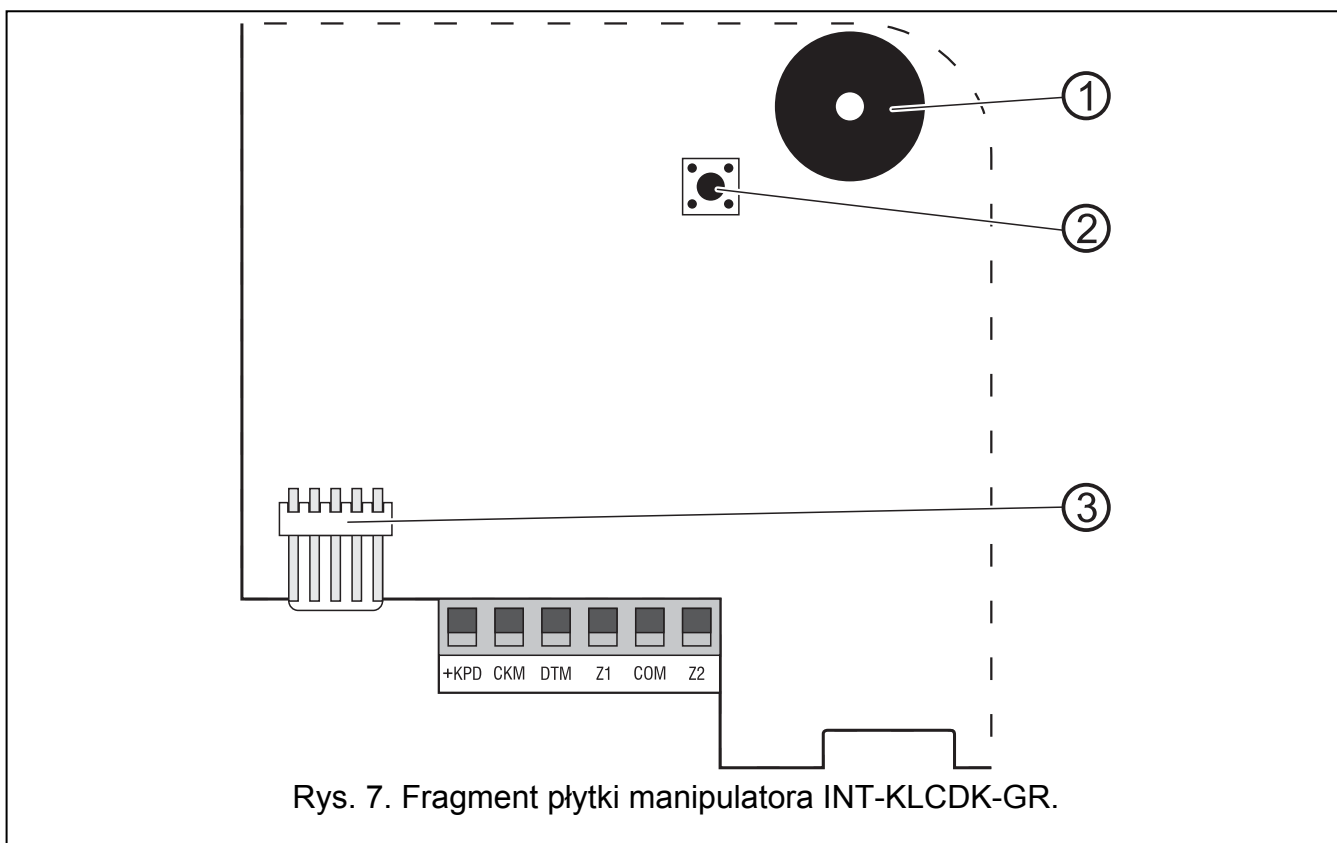 1
2
3
+KPD CKM DTM Z1 COM Z2
Rys. 7. Fragment płytki manipulatora INT-KLCDK-GR.